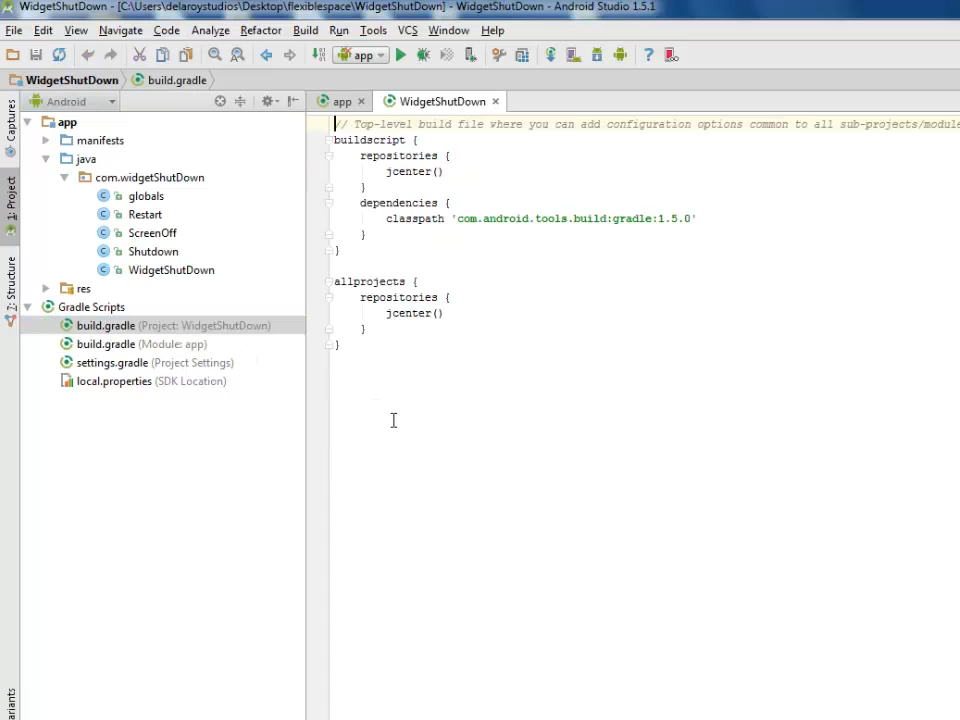 WidgetShutDown - [C:\Users\delaroystudios\Desktop\flexiblespace\WidgetShutDown] - WidgetShutDown - Android Studio 1.5.1
File Edit View Navigate Code Analyze Refactor Build Run Tools VCS Window Help
app
WidgetShutDown build.gradle
Android
app
WidgetShutDown
Captures
1: Project
7: Structure
app
manifests
java
com.widgetShutDown
globals
Restart
ScreenOff
Shutdown
WidgetShutDown
res
Gradle Scripts
build.gradle (Project: WidgetShutDown)
build.gradle (Module: app)
settings.gradle (Project Settings)
local.properties (SDK Location)
// Top-level build file where you can add configuration options common to all sub-projects/module
buildscript {
repositories {
jcenter()
}
dependencies {
classpath 'com.android.tools.build:gradle:1.5.0'
}
}
allprojects {
repositories {
jcenter()
}
}